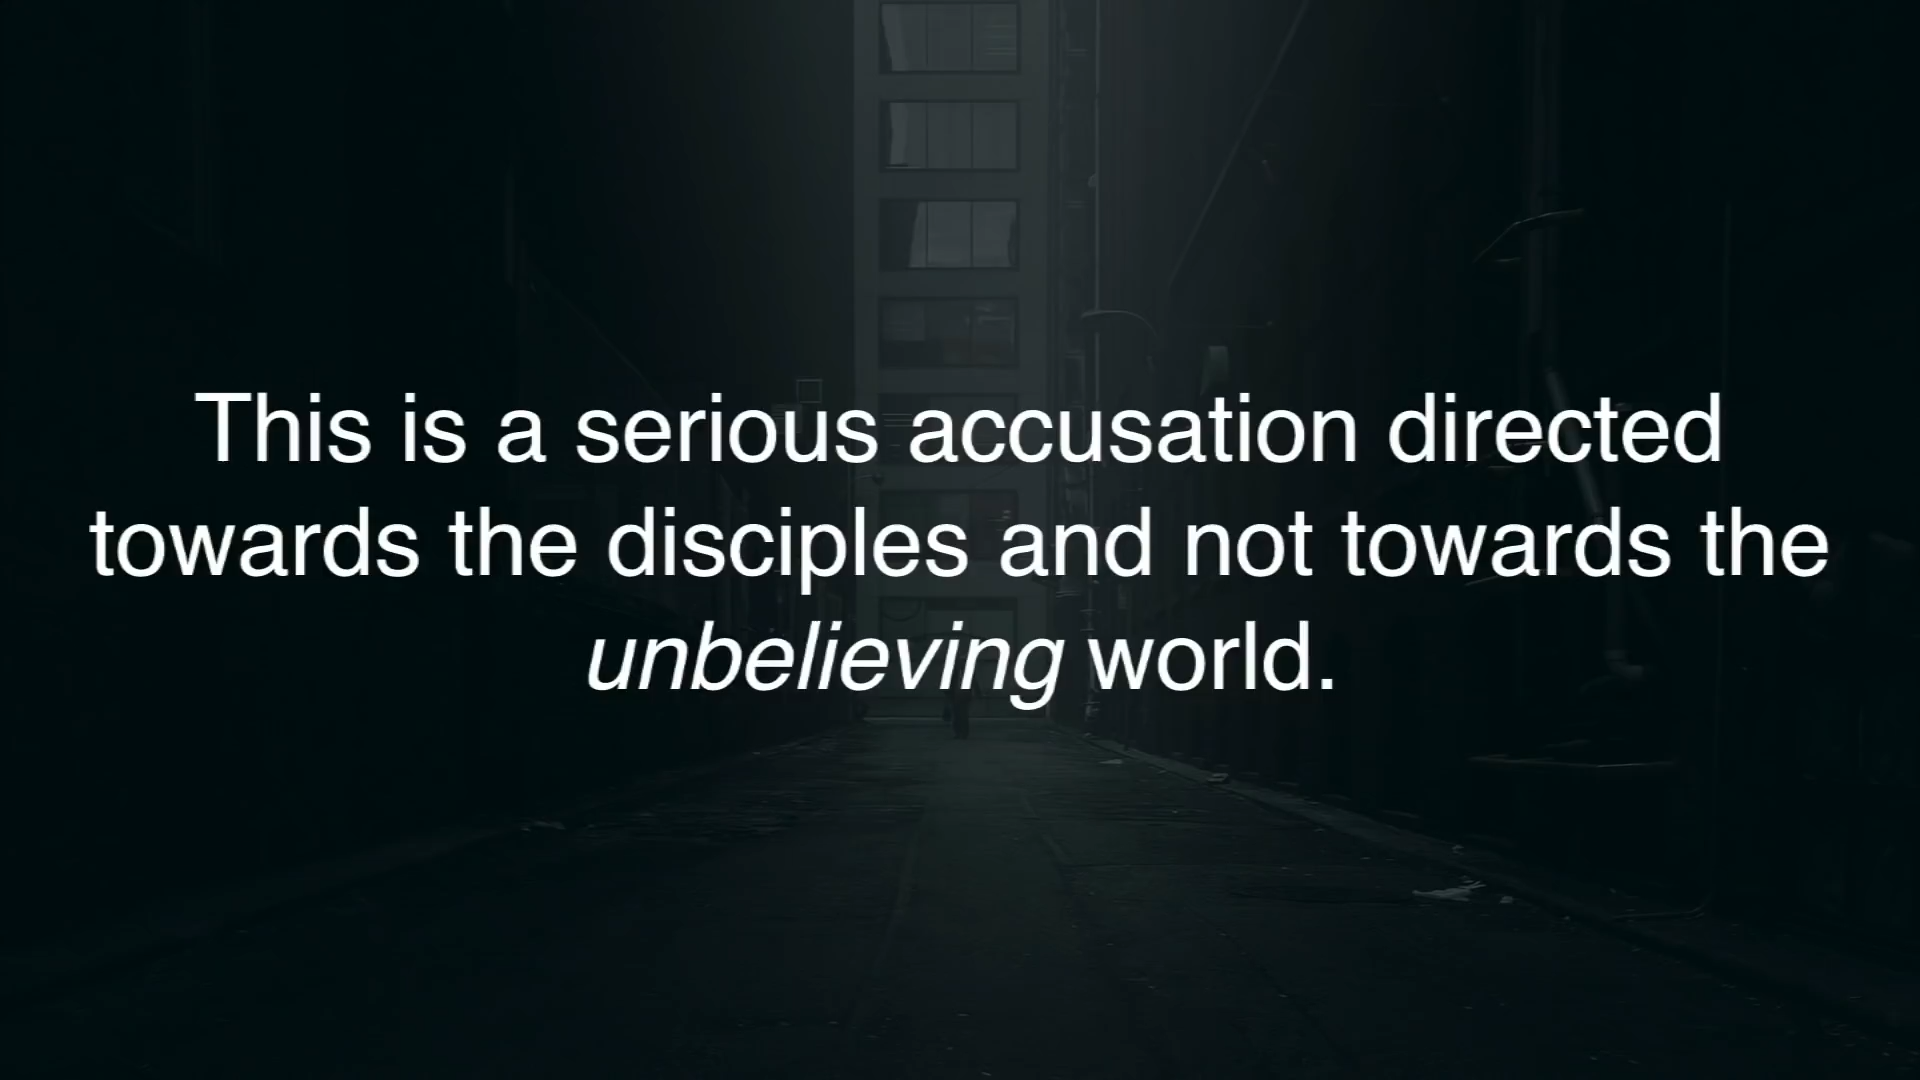 This is a serious accusation directed
towards the disciples and not towards the
unbelieving world.